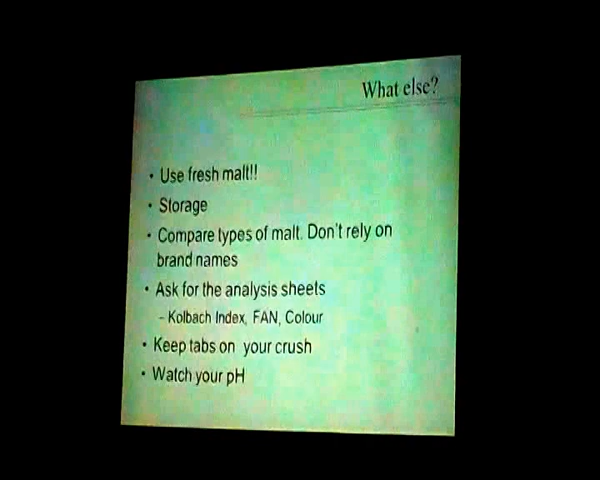 What else?
• Use fresh malt!!
• Storage
• Compare types of malt. Don't rely on
brand names
• Ask for the analysis sheets
– Kolbach Index, FAN, Colour
• Keep tabs on your crush
• Watch your pH